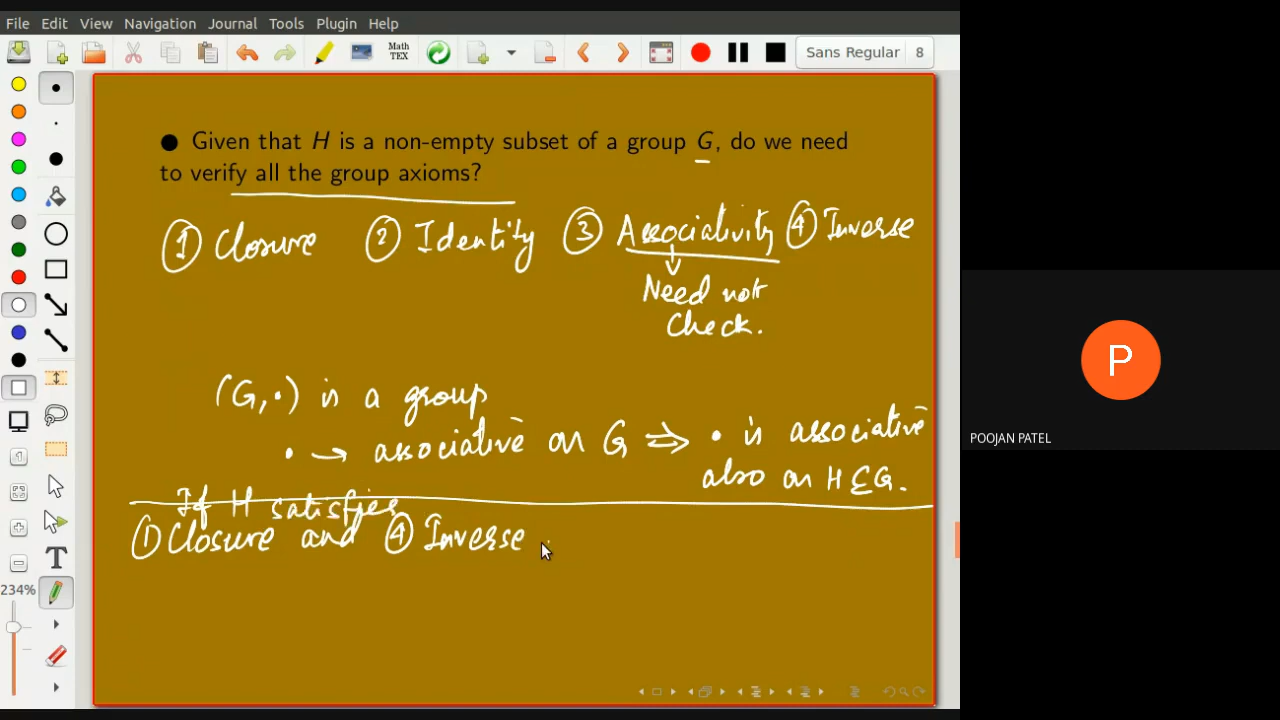 File Edit View Navigation Journal Tools Plugin Help
Math TEX
Sans Regular 8
● Given that H is a non-empty subset of a group G, do we need
to verify all the group axioms?
① Closure ② Identity ③ Associativity ④ Inverse
Need not
Check.
(G, •) is a group
• → associative on G ⇒ • is associative
also on H ⊆ G.
If H satisfies
① Closure and ④ Inverse
234%
P
POOJAN PATEL